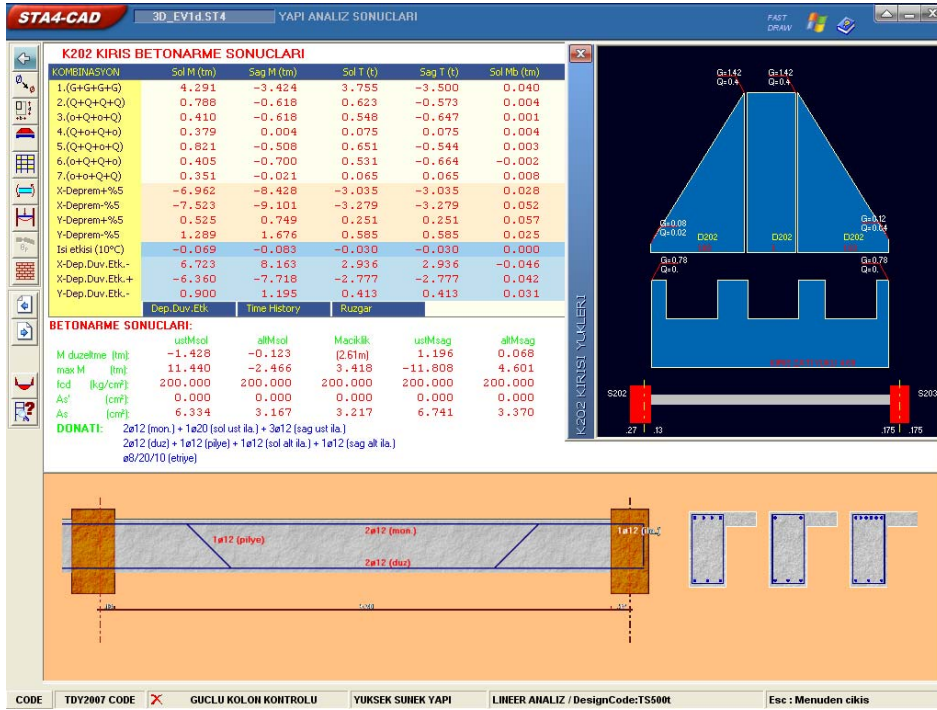 STA4-CAD 3D_EV1d.ST4 YAPI ANALIZ SONUCLARI FAST DRAW
K202 KIRIS BETONARME SONUCLARI
KOMBINASYON Sol M (tm) Sag M (tm) Sol T (t) Sag T (t) Sol Mb (tm)
1.(G+G+G+G) 4.291 -3.424 3.755 -3.500 0.040
2.(Q+Q+Q+Q) 0.788 -0.618 0.623 -0.573 0.004
3.(o+Q+o+Q) 0.410 -0.618 0.548 -0.647 0.001
4.(Q+o+Q+o) 0.379 0.004 0.075 0.075 0.004
5.(Q+Q+o+Q) 0.821 -0.508 0.651 -0.544 0.003
6.(o+Q+Q+o) 0.405 -0.700 0.531 -0.664 -0.002
7.(o+o+Q+Q) 0.351 -0.021 0.065 0.065 0.008
X-Deprem+%5 -6.962 -8.428 -3.035 -3.035 0.028
X-Deprem-%5 -7.523 -9.101 -3.279 -3.279 0.052
Y-Deprem+%5 0.525 0.749 0.251 0.251 0.057
Y-Deprem-%5 1.289 1.676 0.585 0.585 0.025
Isi etkisi (10°C) -0.069 -0.083 -0.030 -0.030 0.000
X-Dep.Duv.Etk.- 6.723 8.163 2.936 2.936 -0.046
X-Dep.Duv.Etk.+ -6.360 -7.718 -2.777 -2.777 0.042
Y-Dep.Duv.Etk.- 0.900 1.195 0.413 0.413 0.031
Dep.Duv.Etk Time History Ruzgar
BETONARME SONUCLARI:
ustMsol altMsol Maciklik ustMsag altMsag
M duzeltme (tm): -1.428 -0.123 (2.61m) 1.196 0.068
max M (tm): 11.440 -2.466 3.418 -11.808 4.601
fcd (kg/cm²): 200.000 200.000 200.000 200.000 200.000
As' (cm²): 0.000 0.000 0.000 0.000 0.000
As (cm²): 6.334 3.167 3.217 6.741 3.370
DONATI: 2ø12 (mon.) + 1ø20 (sol ust ila.) + 3ø12 (sag ust ila.)
2ø12 (duz) + 1ø12 (pilye) + 1ø12 (sol alt ila.) + 1ø12 (sag alt ila.)
ø8/20/10 (etriye)
K202 KIRISI YUKLERI
G=1.42 G=1.42
Q=0.4 Q=0.4
G=0.08 G=0.12
Q=0.02 Q=0.04
D202 D202 D202
G=0.78 G=0.78
Q=0. Q=0.
S202 S203
.27 .13 .175 .175
2ø12 (mon.)
1ø12 (pilye)
2ø12 (duz)
CODE TDY2007 CODE GUCLU KOLON KONTROLU YUKSEK SUNEK YAPI LINEER ANALIZ / DesignCode:TS500t Esc : Menuden cikis